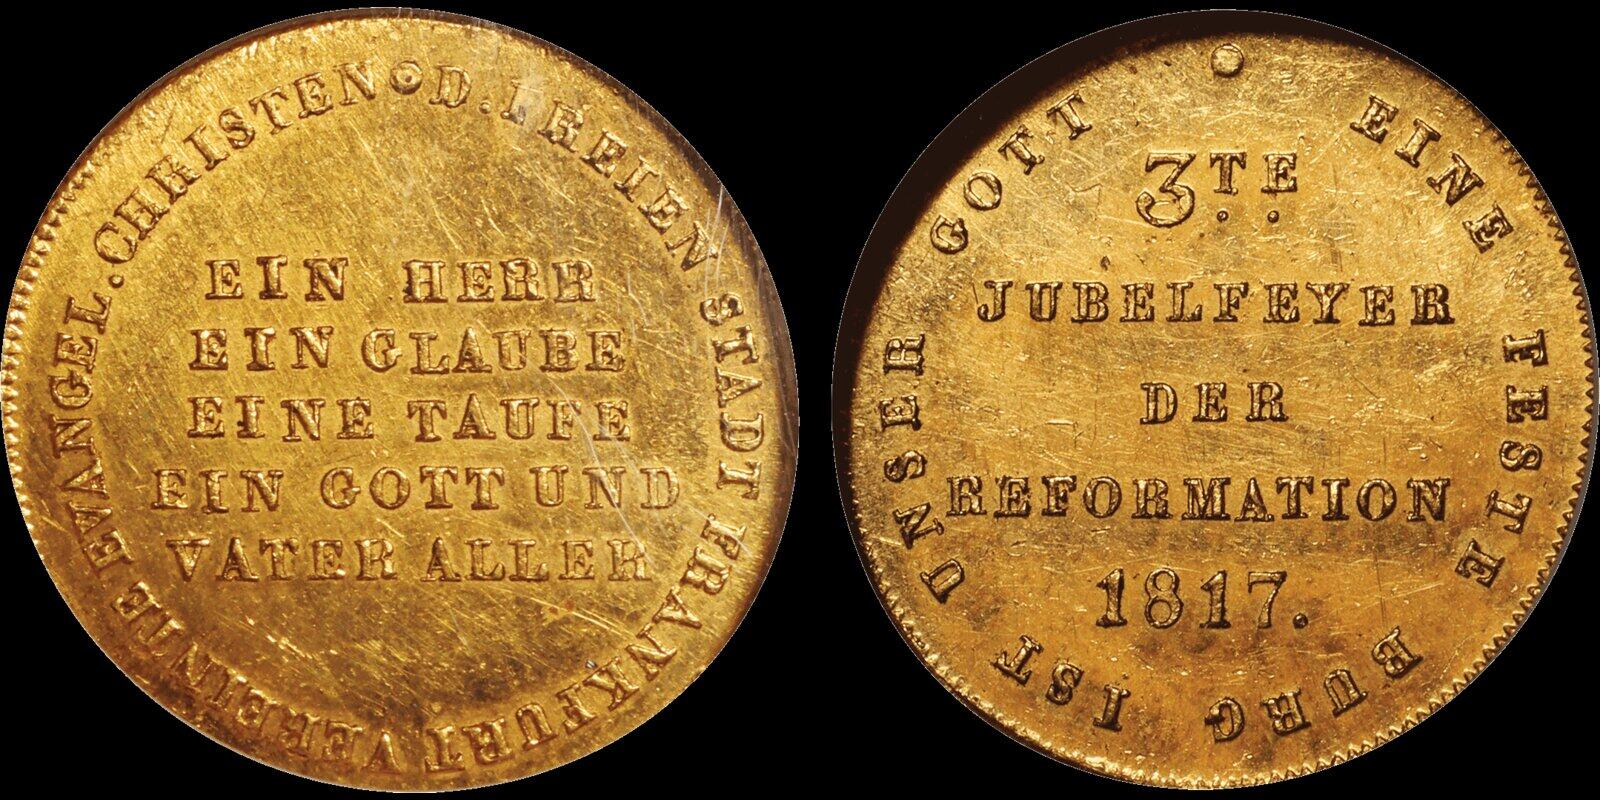 D. FREIEN STADT FRANKFURT VEREINTE EVANGEL. CHRISTEN
EIN HERR
EIN GLAUBE
EINE TAUFE
EIN GOTT UND
VATER ALLER
EINE FESTE BURG IST UNSER GOTT
3TE
JUBELFEYER
DER
REFORMATION
1817.